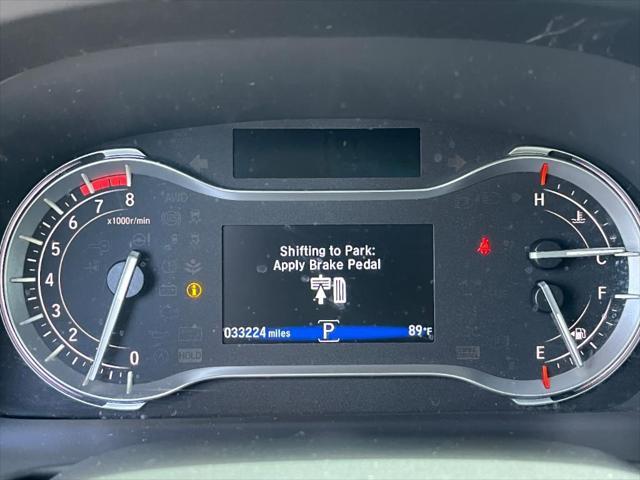 8
7
6
5
4
3
2
1
0
x1000r/min
AWD
HOLD
Shifting to Park:
Apply Brake Pedal
033224 miles P 89°F
H
C
F
E